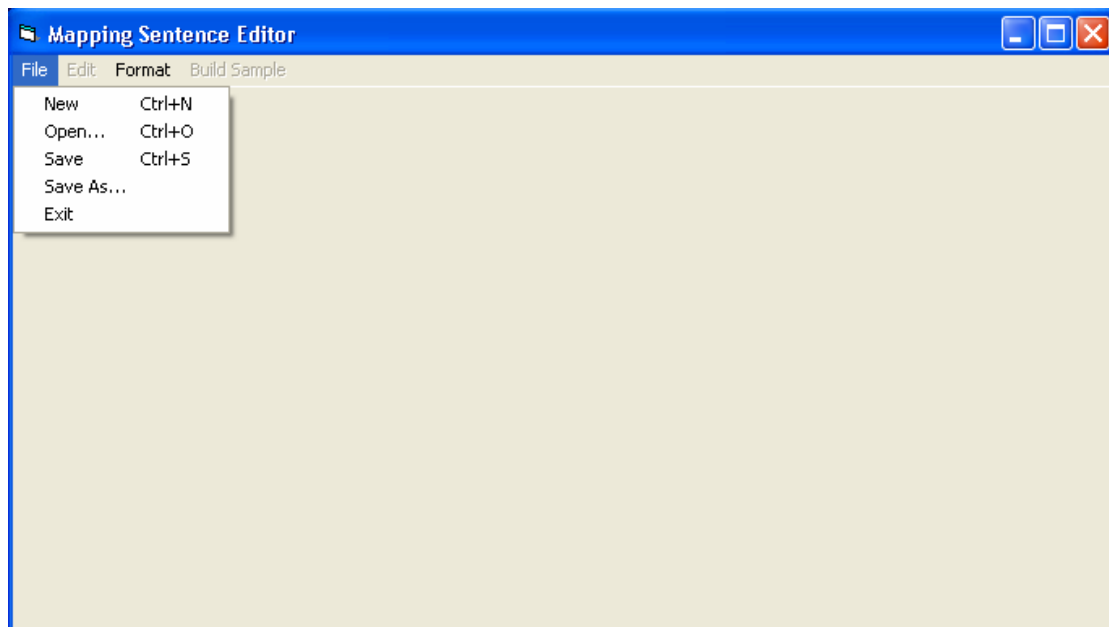 Mapping Sentence Editor
File Edit Format Build Sample
New Ctrl+N
Open... Ctrl+O
Save Ctrl+S
Save As...
Exit